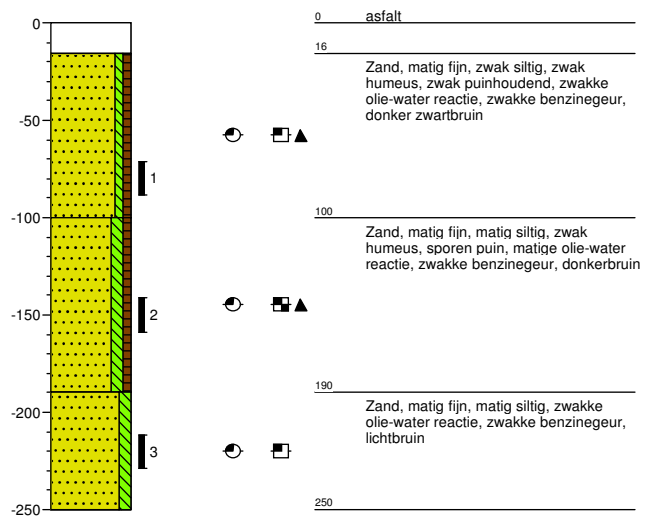 0
0
asfalt
16
Zand, matig fijn, zwak siltig, zwak
humeus, zwak puinhoudend, zwakke
olie-water reactie, zwakke benzinegeur,
donker zwartbruin
-50
1
-100
100
Zand, matig fijn, matig siltig, zwak
humeus, sporen puin, matige olie-water
reactie, zwakke benzinegeur, donkerbruin
-150
2
190
Zand, matig fijn, matig siltig, zwakke
olie-water reactie, zwakke benzinegeur,
lichtbruin
-200
3
-250
250